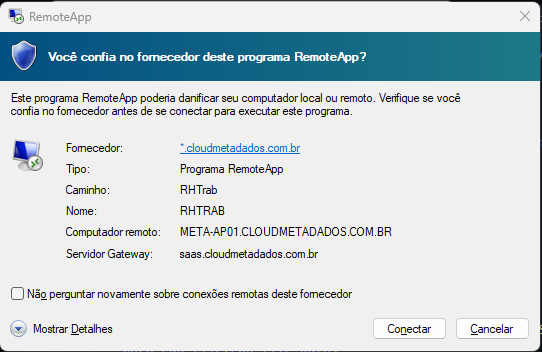 RemoteApp
Você confia no fornecedor deste programa RemoteApp?
Este programa RemoteApp poderia danificar seu computador local ou remoto. Verifique se você
confia no fornecedor antes de se conectar para executar este programa.
Fornecedor: *.cloudmetadados.com.br
Tipo: Programa RemoteApp
Caminho: RHTrab
Nome: RHTRAB
Computador remoto: META-AP01.CLOUDMETADADOS.COM.BR
Servidor Gateway: saas.cloudmetadados.com.br
Não perguntar novamente sobre conexões remotas deste fornecedor
Mostrar Detalhes Conectar Cancelar